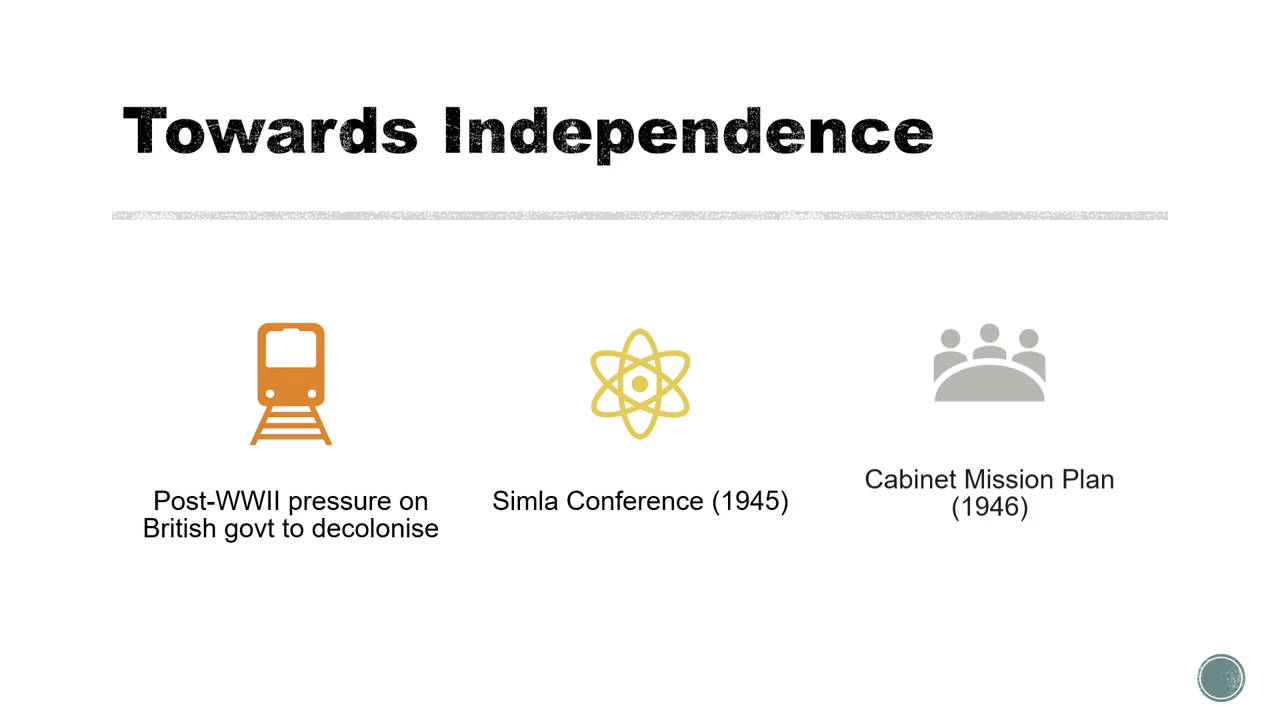 Towards Independence
Post-WWII pressure on
British govt to decolonise
Simla Conference (1945)
Cabinet Mission Plan
(1946)